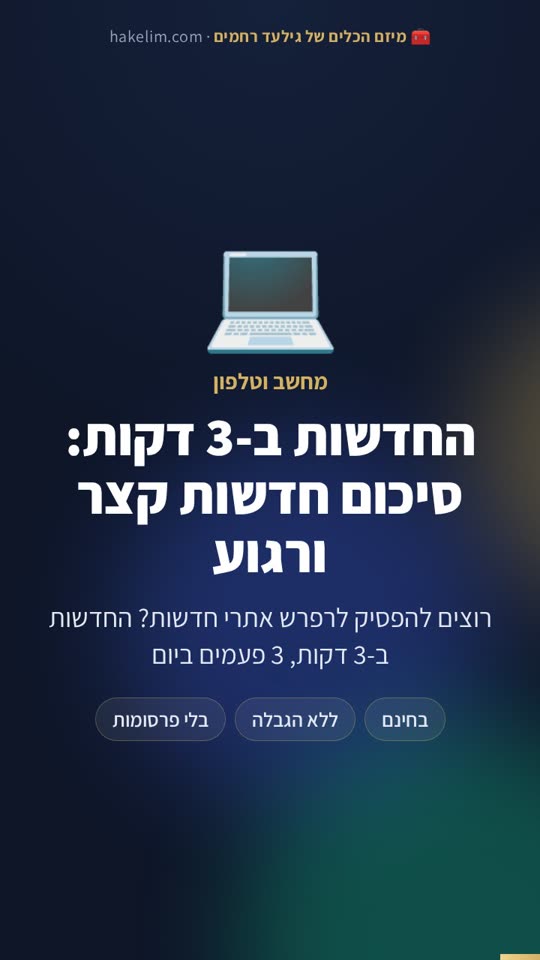 🧰 מיזם הכלים של גילעד רחמים · hakelim.com
מחשב וטלפון
החדשות ב-3 דקות:
סיכום חדשות קצר
ורגוע
רוצים להפסיק לרפרש אתרי חדשות? החדשות
ב-3 דקות, 3 פעמים ביום
בחינם
ללא הגבלה
בלי פרסומות